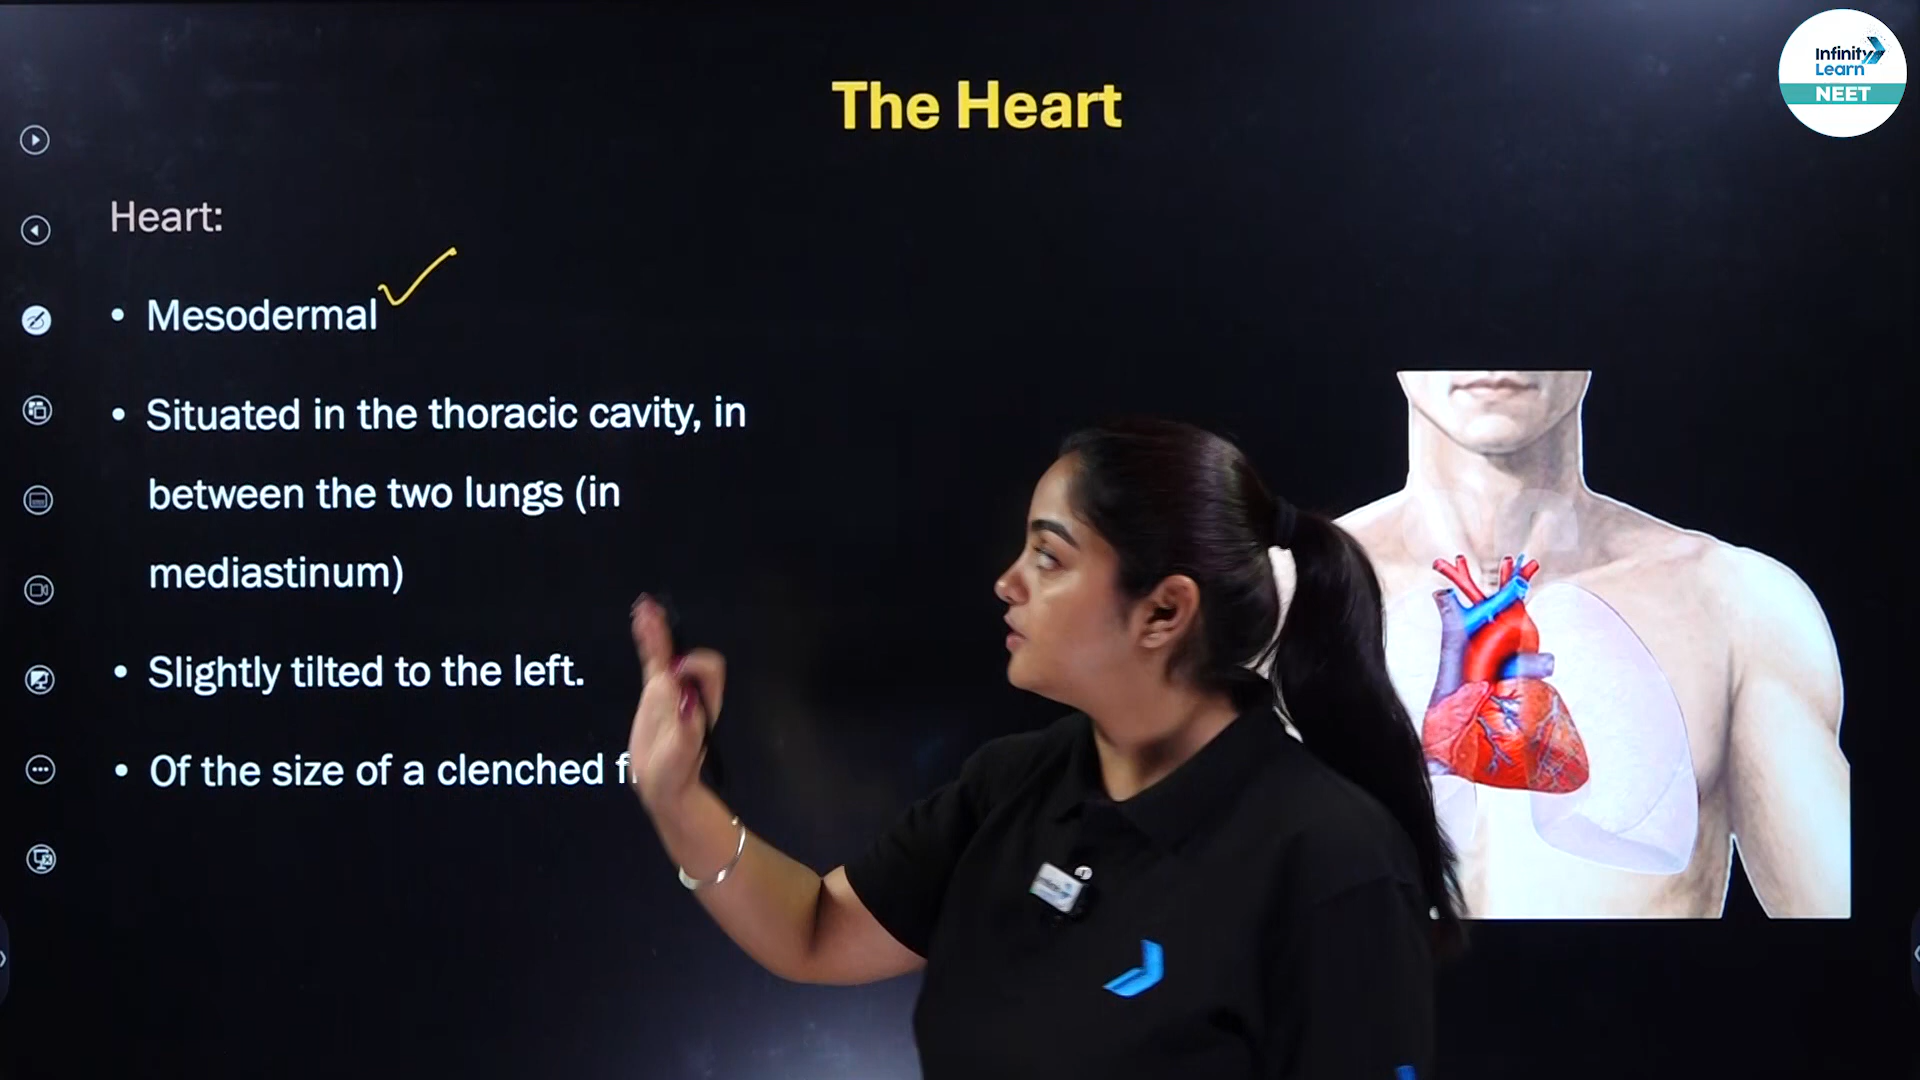 Infinity
Learn
NEET
The Heart
Heart:
• Mesodermal
• Situated in the thoracic cavity, in
between the two lungs (in
mediastinum)
• Slightly tilted to the left.
• Of the size of a clenched